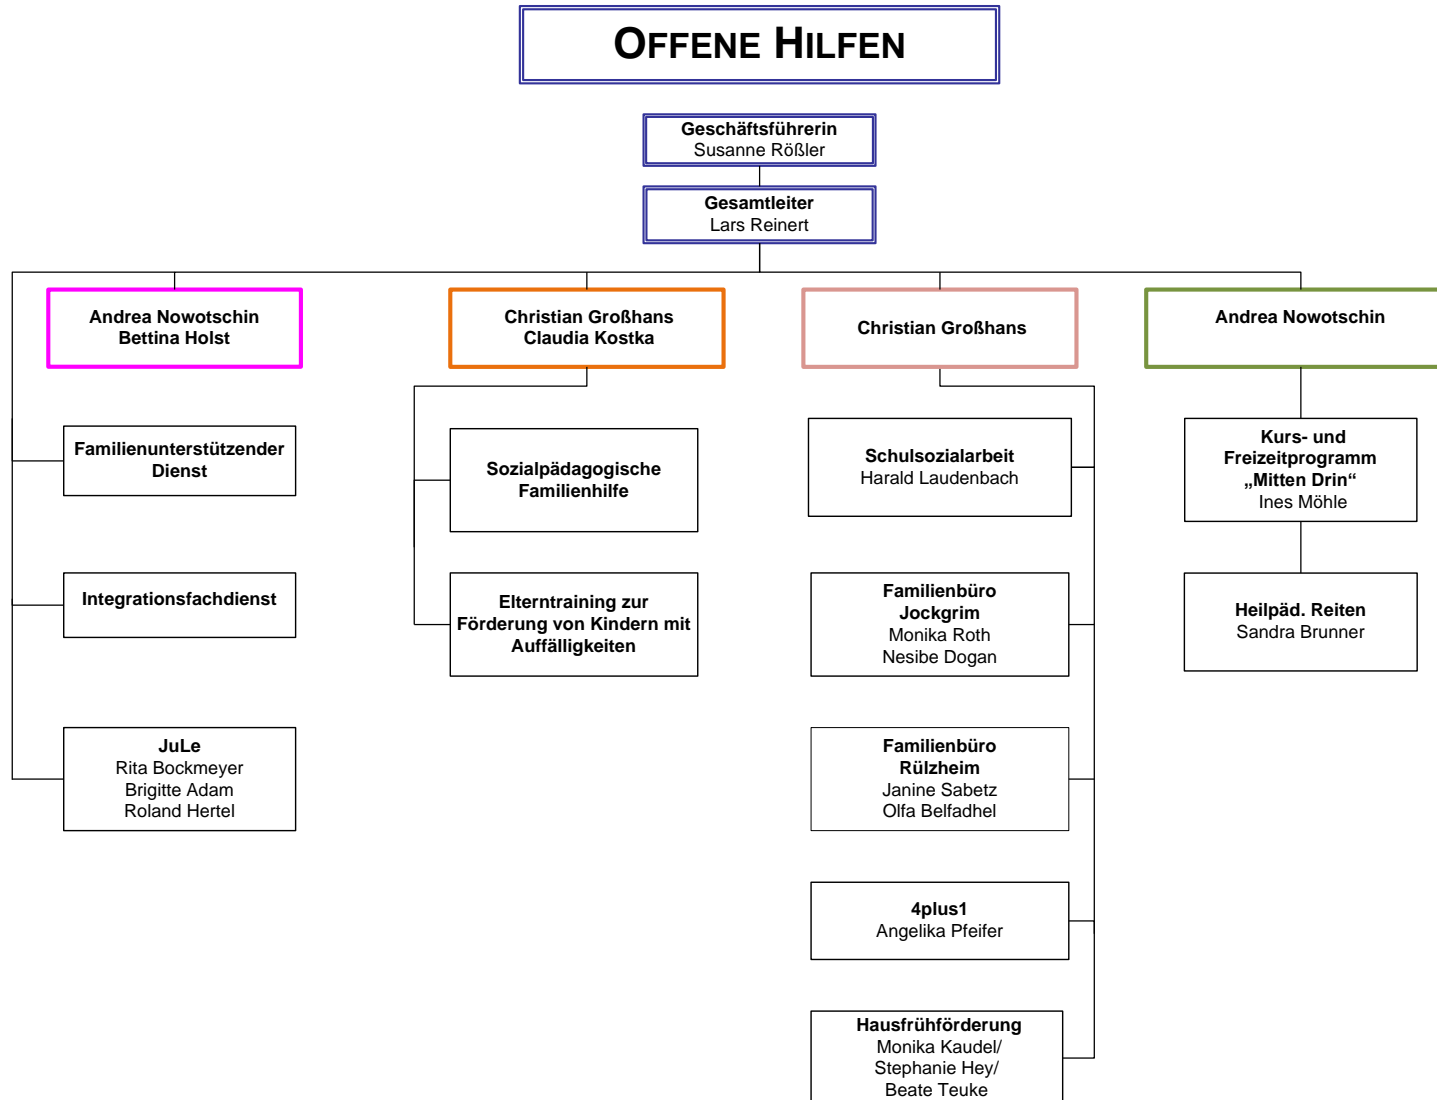 OFFENE HILFEN
Geschäftsführerin
Susanne Rößler
Gesamtleiter
Lars Reinert
Andrea Nowotschin
Bettina Holst
Christian Großhans
Claudia Kostka
Christian Großhans
Andrea Nowotschin
Familienunterstützender
Dienst
Integrationsfachdienst
JuLe
Rita Bockmeyer
Brigitte Adam
Roland Hertel
Sozialpädagogische
Familienhilfe
Elterntraining zur
Förderung von Kindern mit
Auffälligkeiten
Schulsozialarbeit
Harald Laudenbach
Familienbüro
Jockgrim
Monika Roth
Nesibe Dogan
Familienbüro
Rülzheim
Janine Sabetz
Olfa Belfadhel
4plus1
Angelika Pfeifer
Hausfrühförderung
Monika Kaudel/
Stephanie Hey/
Beate Teuke
Kurs- und
Freizeitprogramm
„Mitten Drin“
Ines Möhle
Heilpäd. Reiten
Sandra Brunner